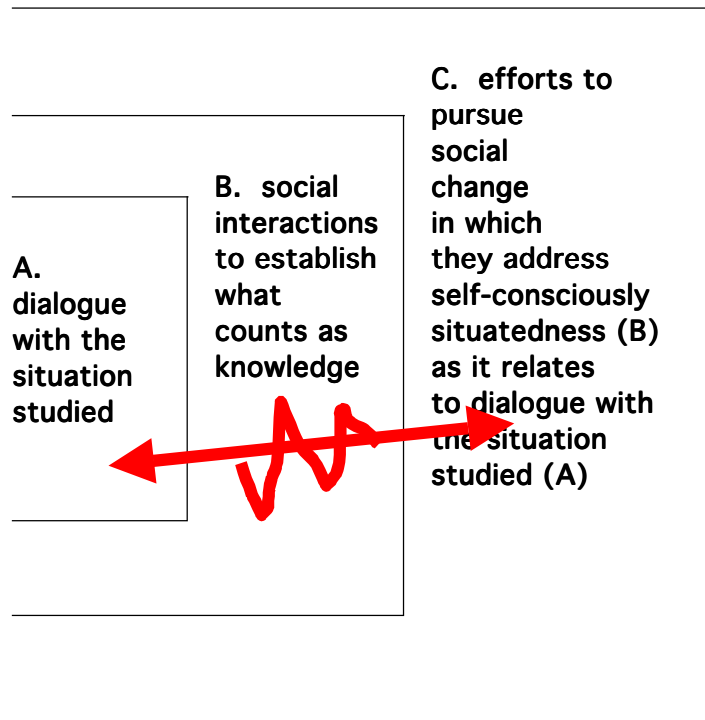 A.
dialogue
with the
situation
studied
B.  social
interactions
to establish
what
counts as
knowledge
C.  efforts to
pursue
social
change
in which
they address
self-consciously
situatedness (B)
as it relates
to dialogue with
the situation
studied (A)